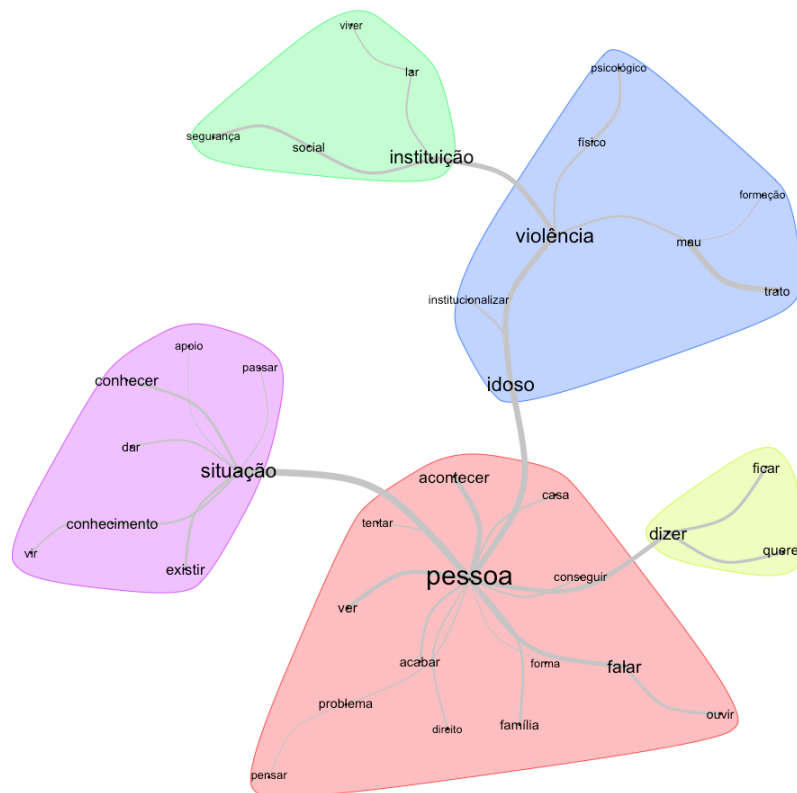 viver
psicológico
lar
segurança
físico
social
instituição
formação
violência
mau
trato
institucionalizar
apoio
passar
conhecer
idoso
dar
ficar
situação
acontecer
casa
conhecimento
tentar
dizer
vir
quere
existir
pessoa
conseguir
ver
acabar
forma
falar
problema
ouvir
direito
família
pensar